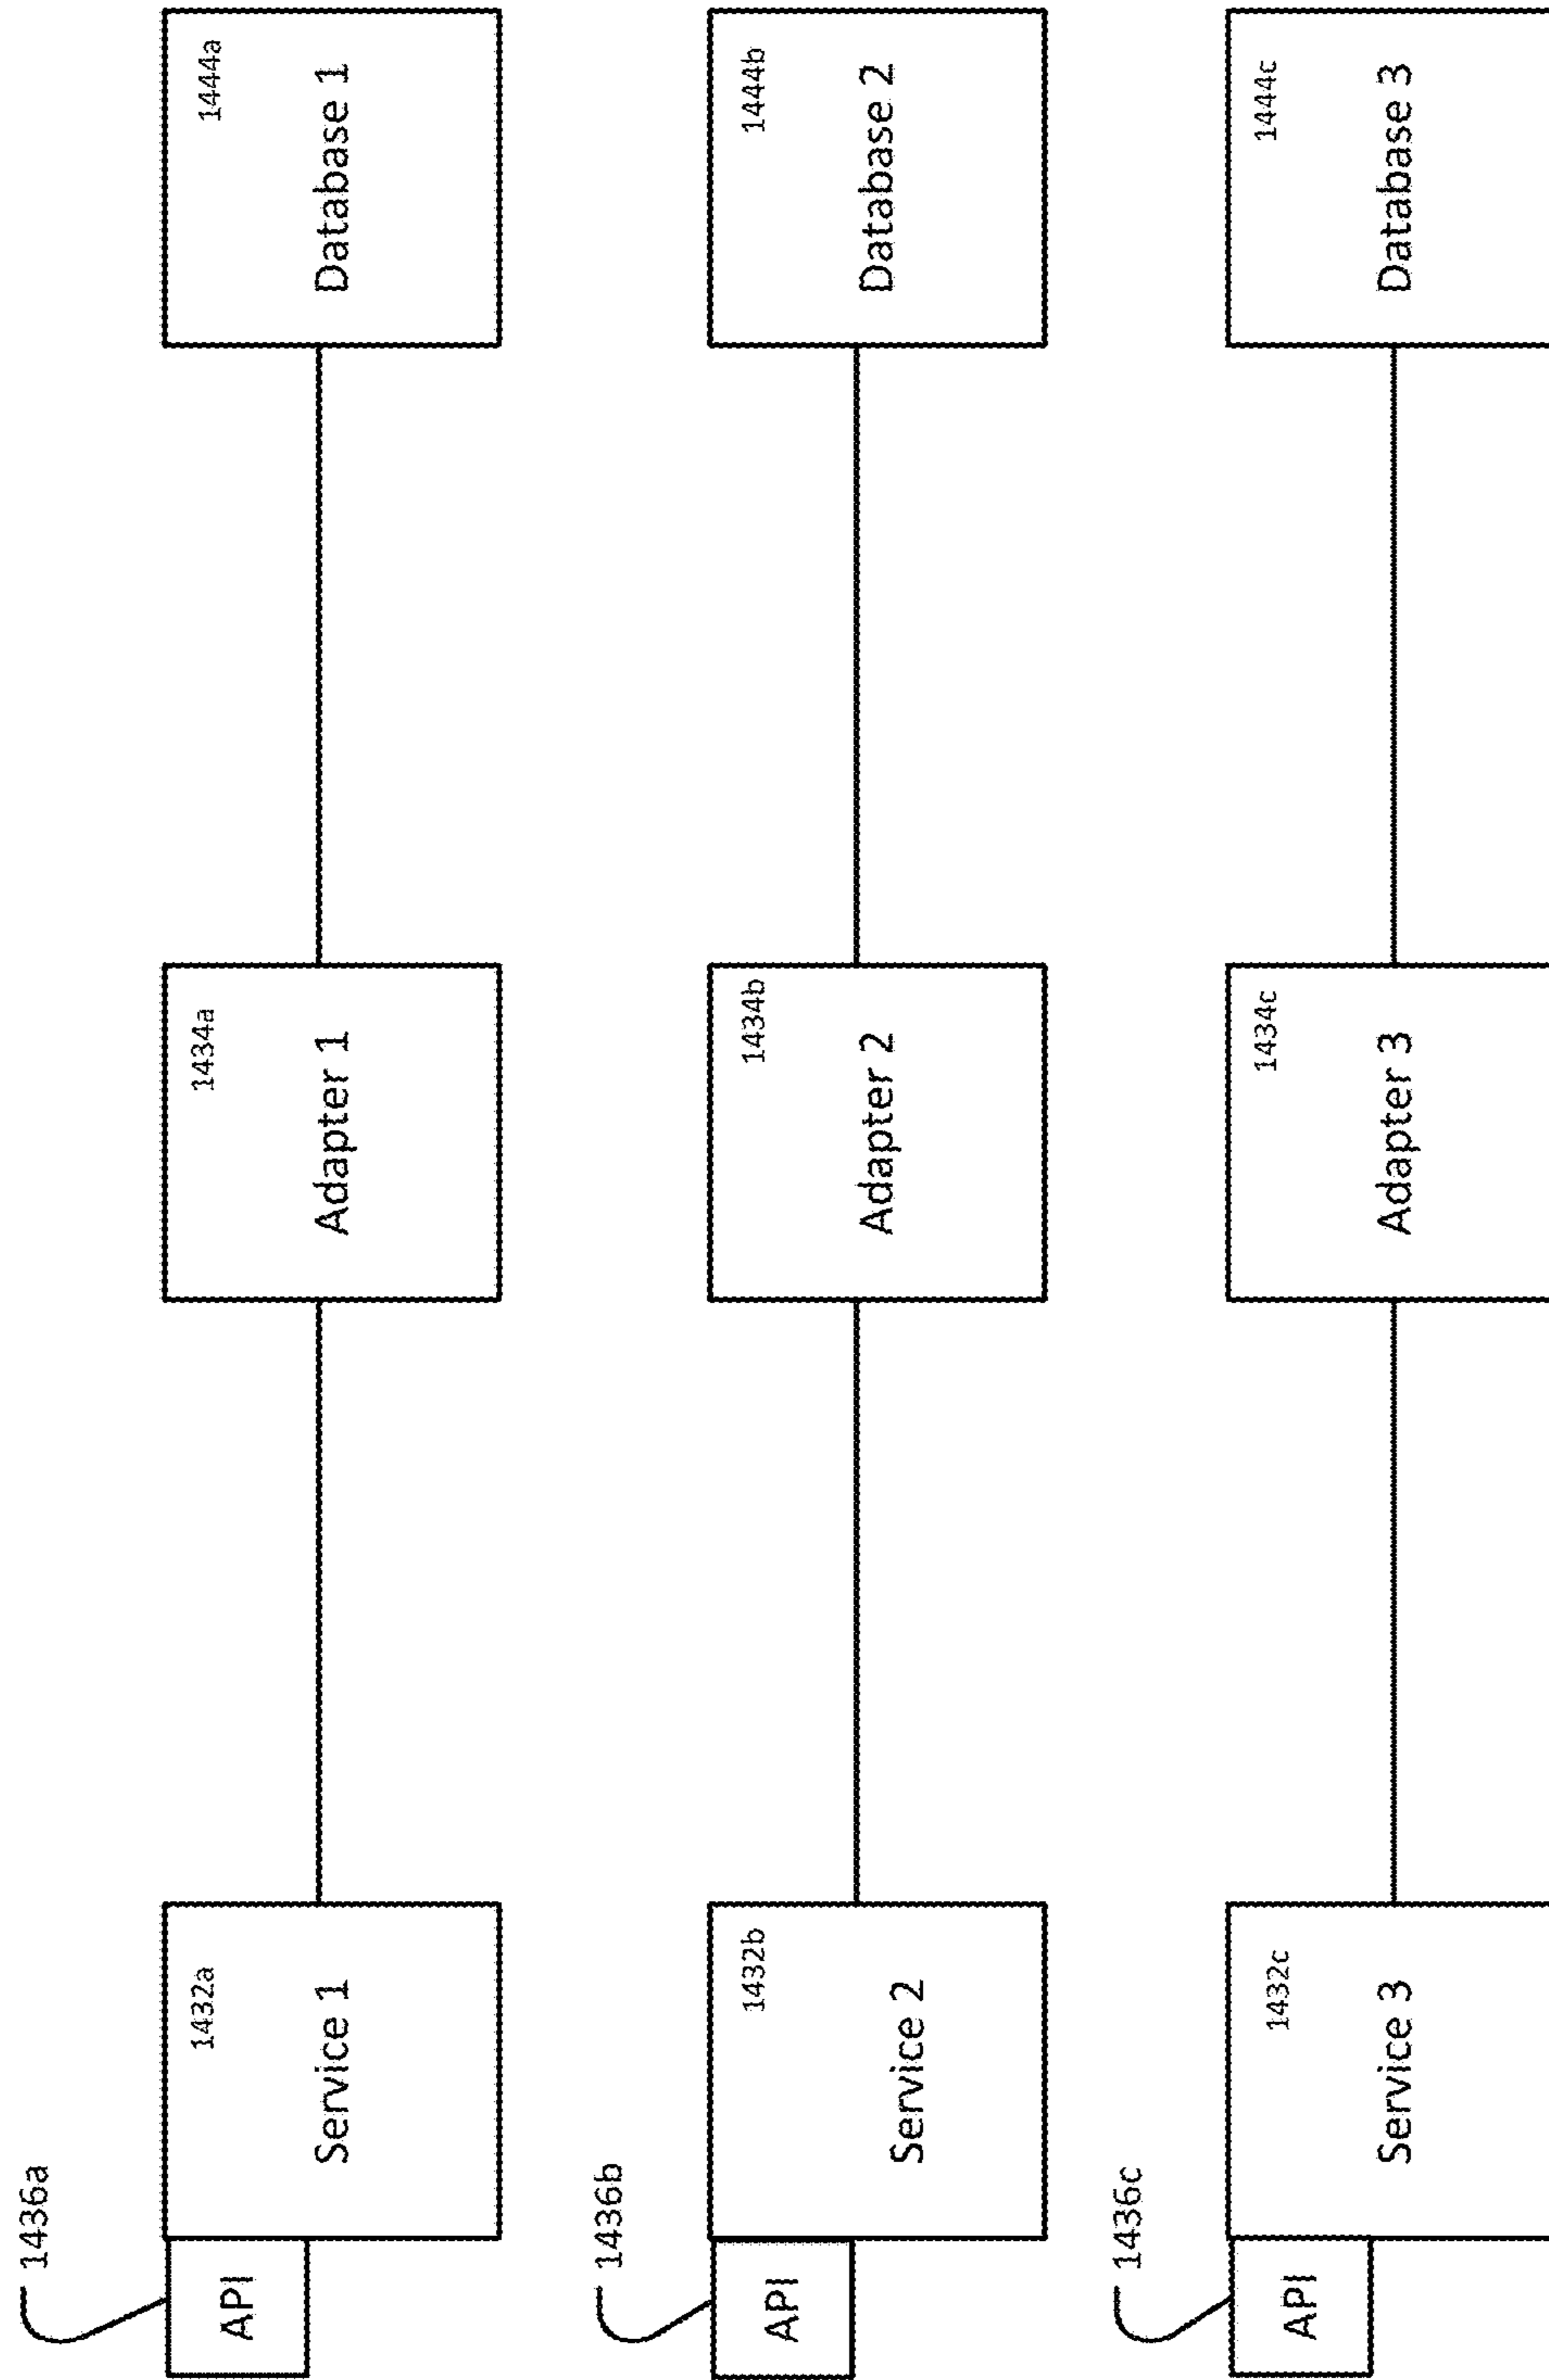 1436a
API
1432a
Service 1
1434a
Adapter 1
1444a
Database 1
1436b
API
1432b
Service 2
1434b
Adapter 2
1444b
Database 2
1436c
API
1432c
Service 3
1434c
Adapter 3
1444c
Database 3